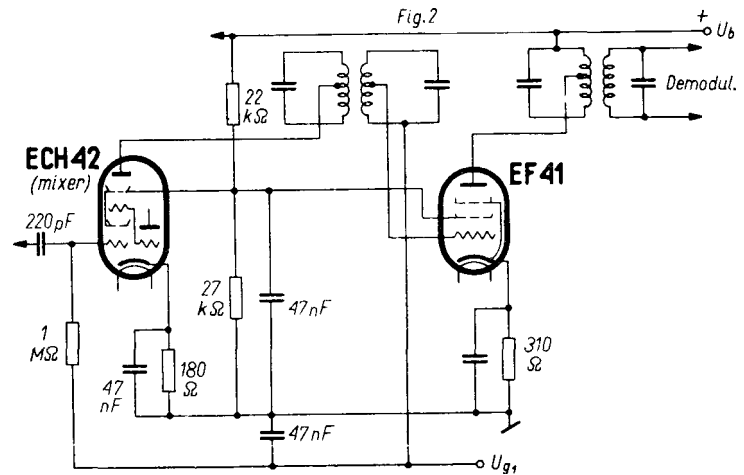 Fig.2
+
U_b
22
kΩ
Demodul.
ECH42
(mixer)
EF41
220pF
27
kΩ
47nF
1
MΩ
47
nF
180
Ω
310
Ω
47nF
U_g1